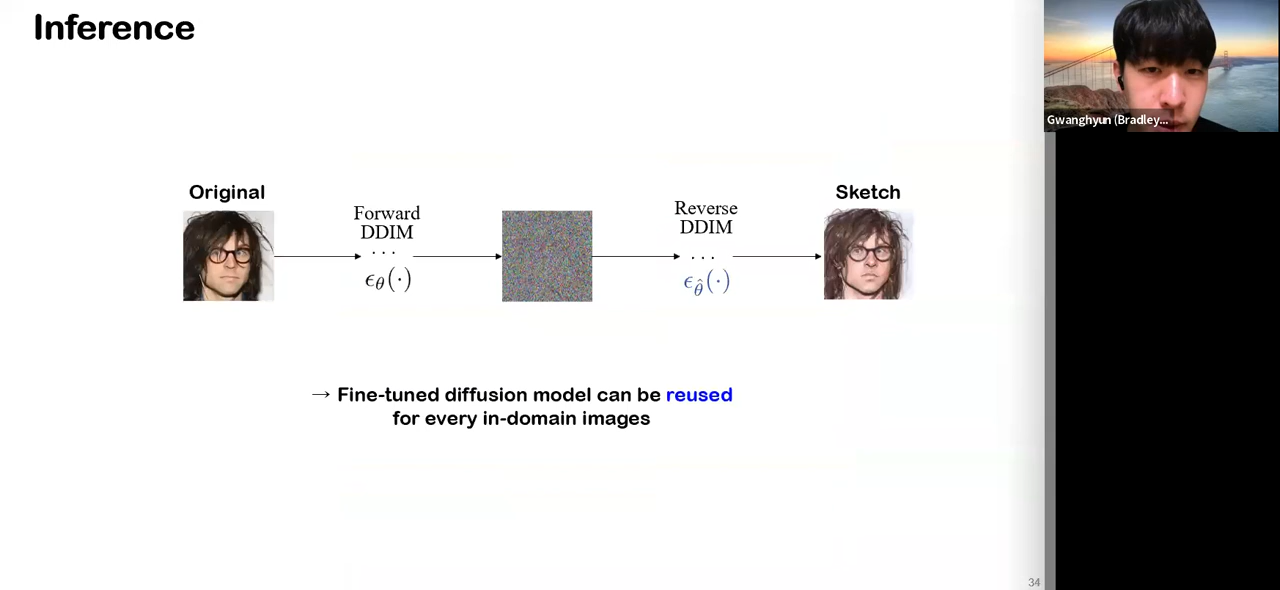 Inference
Gwanghyun (Bradley...
Original
Forward
DDIM
...
ϵθ(·)
Reverse
DDIM
...
ϵθ̂(·)
Sketch
→ Fine-tuned diffusion model can be reused
for every in-domain images
34